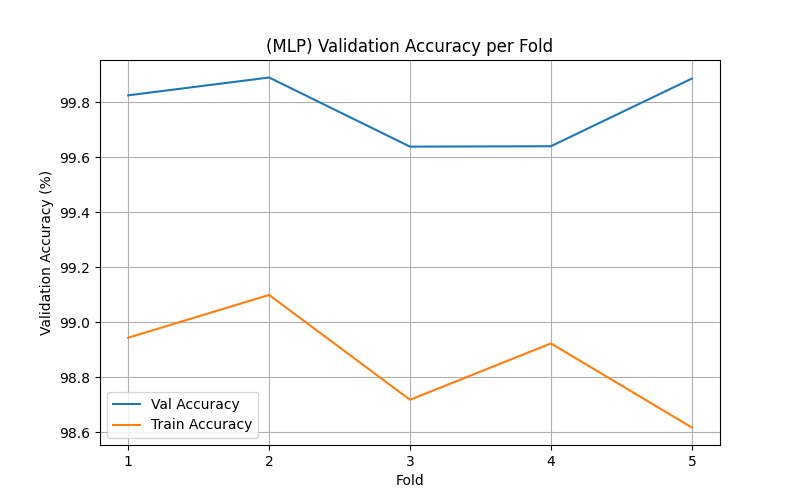 (MLP) Validation Accuracy per Fold
Validation Accuracy (%)
99.8
99.6
99.4
99.2
99.0
98.8
98.6
Val Accuracy
Train Accuracy
1 2 3 4 5
Fold